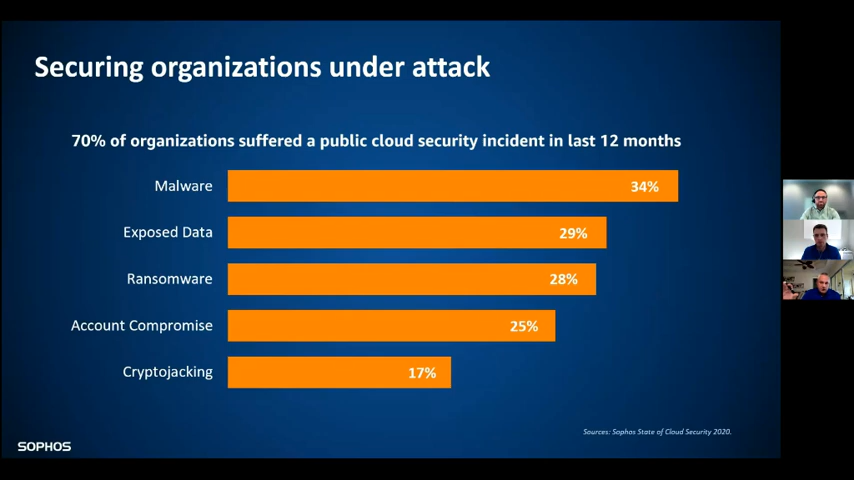 Securing organizations under attack
70% of organizations suffered a public cloud security incident in last 12 months
Malware 34%
Exposed Data 29%
Ransomware 28%
Account Compromise 25%
Cryptojacking 17%
Sources: Sophos State of Cloud Security 2020.
SOPHOS